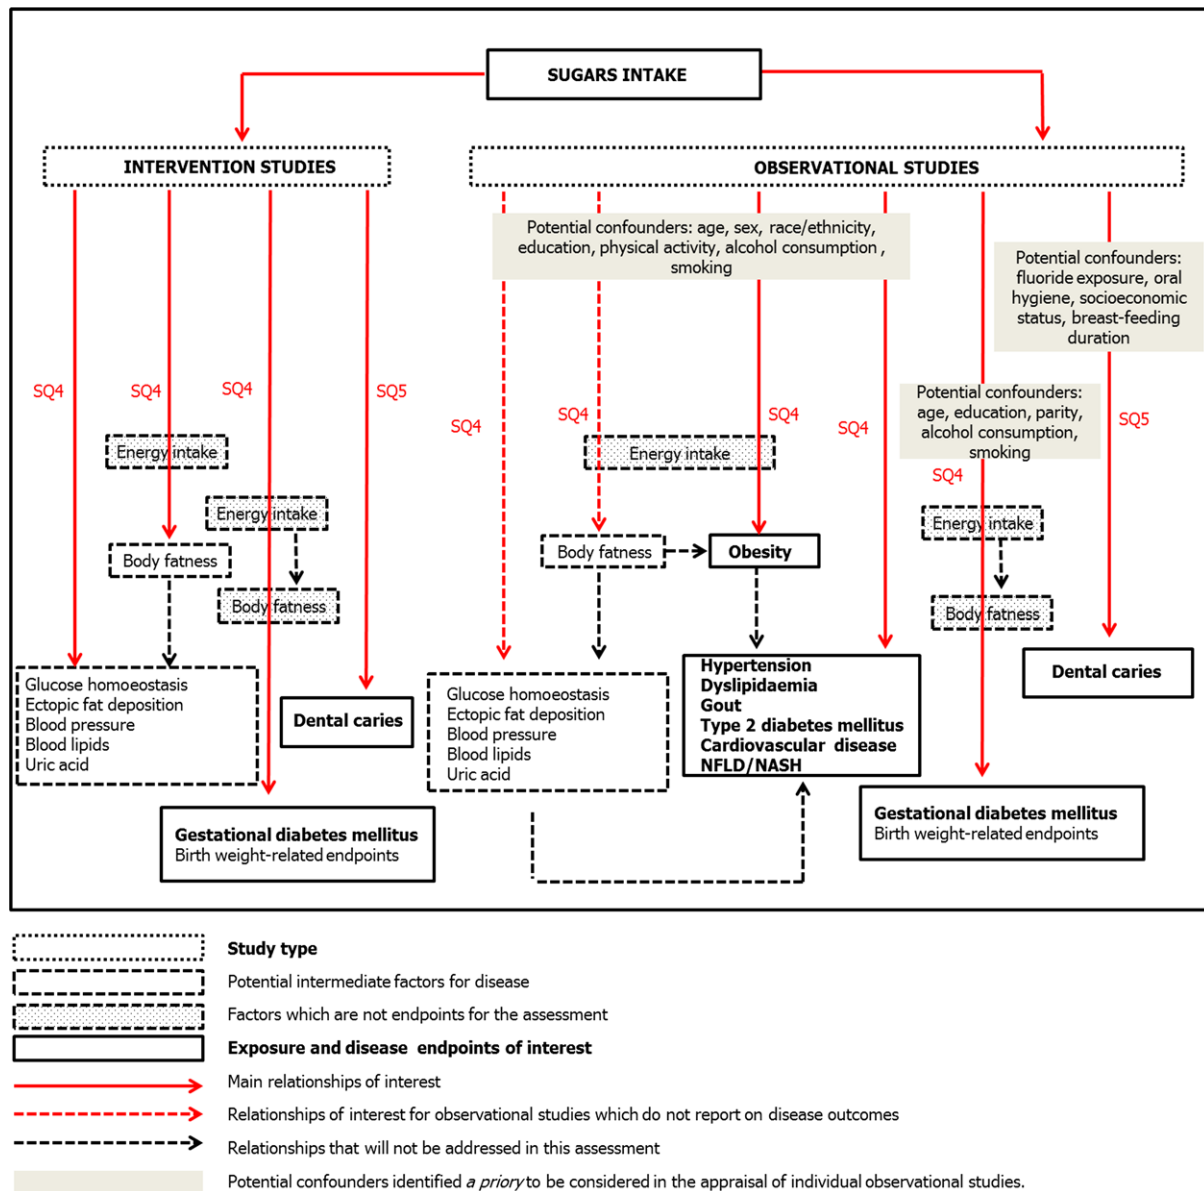 SUGARS INTAKE
INTERVENTION STUDIES
OBSERVATIONAL STUDIES
Potential confounders: age, sex, race/ethnicity,
education, physical activity, alcohol consumption ,
smoking
Potential confounders:
fluoride exposure, oral
hygiene, socioeconomic
status, breast-feeding
duration
SQ4
SQ4
SQ4
SQ5
SQ4
SQ4
SQ4
SQ4
Potential confounders:
age, education, parity,
alcohol consumption,
smoking
SQ5
SQ4
Energy intake
Energy intake
Energy intake
Energy intake
Body fatness
Body fatness
Body fatness
Obesity
Body fatness
Glucose homoeostasis
Ectopic fat deposition
Blood pressure
Blood lipids
Uric acid
Dental caries
Glucose homoeostasis
Ectopic fat deposition
Blood pressure
Blood lipids
Uric acid
Hypertension
Dyslipidaemia
Gout
Type 2 diabetes mellitus
Cardiovascular disease
NFLD/NASH
Dental caries
Gestational diabetes mellitus
Birth weight-related endpoints
Gestational diabetes mellitus
Birth weight-related endpoints
Study type
Potential intermediate factors for disease
Factors which are not endpoints for the assessment
Exposure and disease endpoints of interest
Main relationships of interest
Relationships of interest for observational studies which do not report on disease outcomes
Relationships that will not be addressed in this assessment
Potential confounders identified a priory to be considered in the appraisal of individual observational studies.